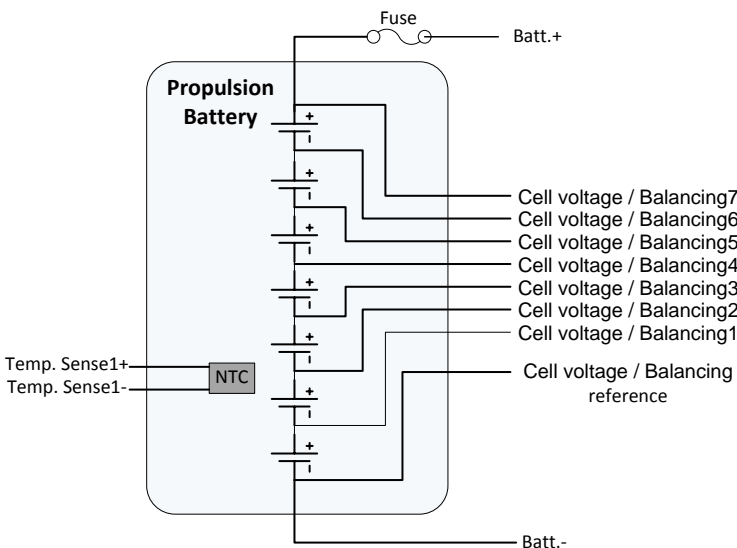 Fuse
Batt.+
Propulsion
Battery
+
+
+
+
+
+
+
Cell voltage / Balancing7
Cell voltage / Balancing6
Cell voltage / Balancing5
Cell voltage / Balancing4
Cell voltage / Balancing3
Cell voltage / Balancing2
Cell voltage / Balancing1
Cell voltage / Balancing
reference
Temp. Sense1+
Temp. Sense1-
NTC
Batt.-